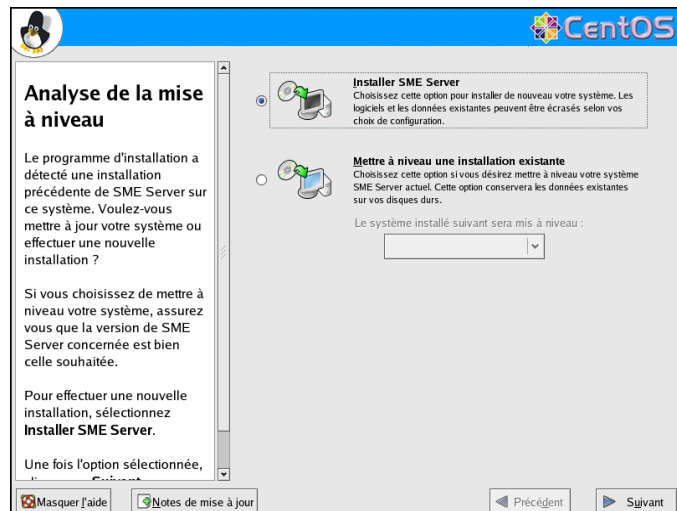 CentOS
Analyse de la mise
à niveau
Le programme d'installation a
détecté une installation
précédente de SME Server sur
ce système. Voulez-vous
mettre à jour votre système ou
effectuer une nouvelle
installation ?
Si vous choisissez de mettre à
niveau votre système, assurez
vous que la version de SME
Server concernée est bien
celle souhaitée.
Pour effectuer une nouvelle
installation, sélectionnez
Installer SME Server.
Une fois l'option sélectionnée,
Installer SME Server
Choisissez cette option pour installer de nouveau votre système. Les
logiciels et les données existantes peuvent être écrasés selon vos
choix de configuration.
Mettre à niveau une installation existante
Choisissez cette option si vous désirez mettre à niveau votre système
SME Server actuel. Cette option conservera les données existantes
sur vos disques durs.
Le système installé suivant sera mis à niveau :
Masquer l'aide
Notes de mise à jour
Précédent
Suivant